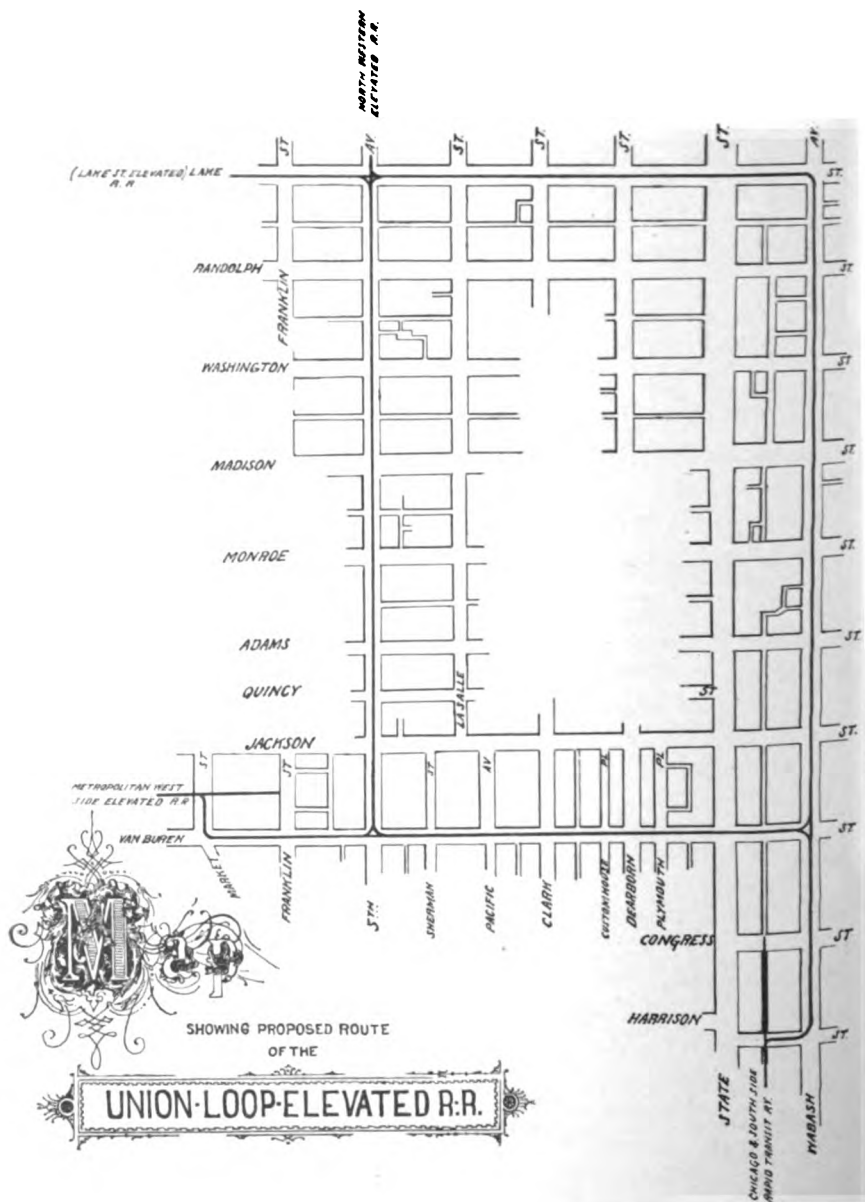 NORTH WESTERN
ELEVATED R.R.
ST
AV.
ST.
ST.
ST.
ST.
AV.
(LAKE ST. ELEVATED) LAKE
R.R
ST.
RANDOLPH
ST.
FRANKLIN
WASHINGTON
ST.
MADISON
ST.
MONROE
ST.
ADAMS
ST.
QUINCY
LA SALLE
ST
JACKSON
ST.
ST
ST
ST
AV
PL
PL
METROPOLITAN WEST
SIDE ELEVATED R.R
VAN BUREN
ST.
MARKET
FRANKLIN
5TH
SHERMAN
PACIFIC
CLARK
CUSTOM HOUSE
DEARBORN
PLYMOUTH
CONGRESS
ST
HARRISON
ST.
STATE
CHICAGO & SOUTH SIDE
RAPID TRANSIT RY.
WABASH
Map
SHOWING PROPOSED ROUTE
OF THE
UNION·LOOP·ELEVATED R:R.